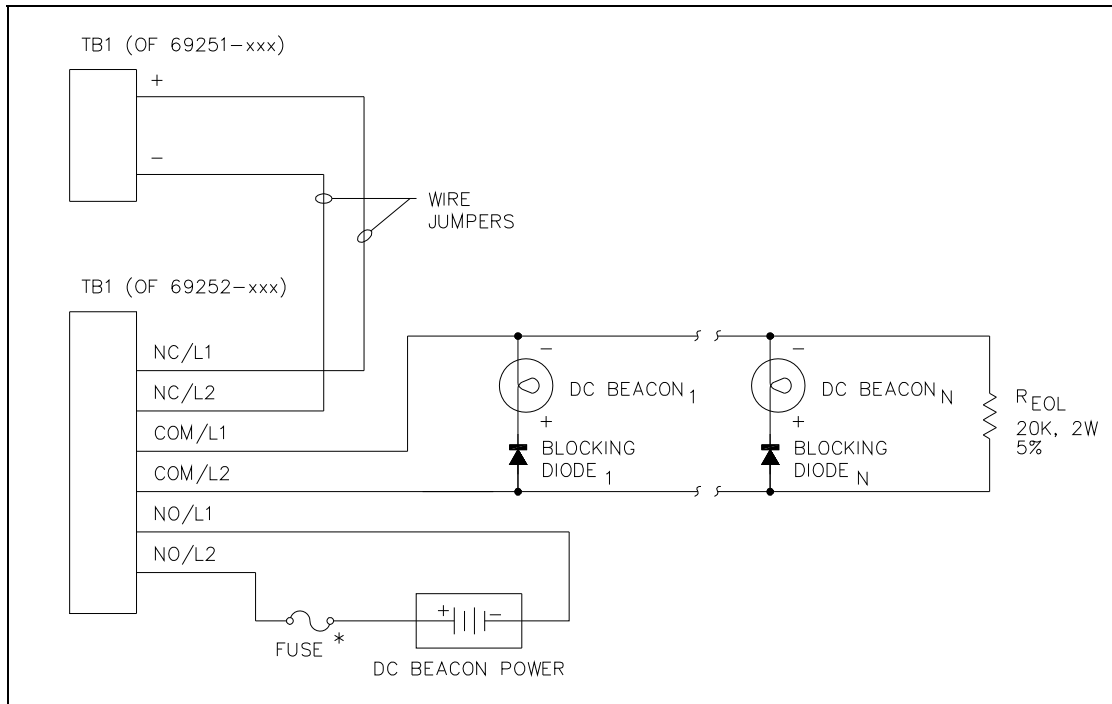 TB1 (OF 69251-xxx)
+
-
WIRE
JUMPERS
TB1 (OF 69252-xxx)
NC/L1
NC/L2
COM/L1
COM/L2
NO/L1
NO/L2
-
DC BEACON 1
+
BLOCKING
DIODE 1
-
DC BEACON N
+
BLOCKING
DIODE N
R EOL
20K, 2W
5%
FUSE *
+ -
DC BEACON POWER